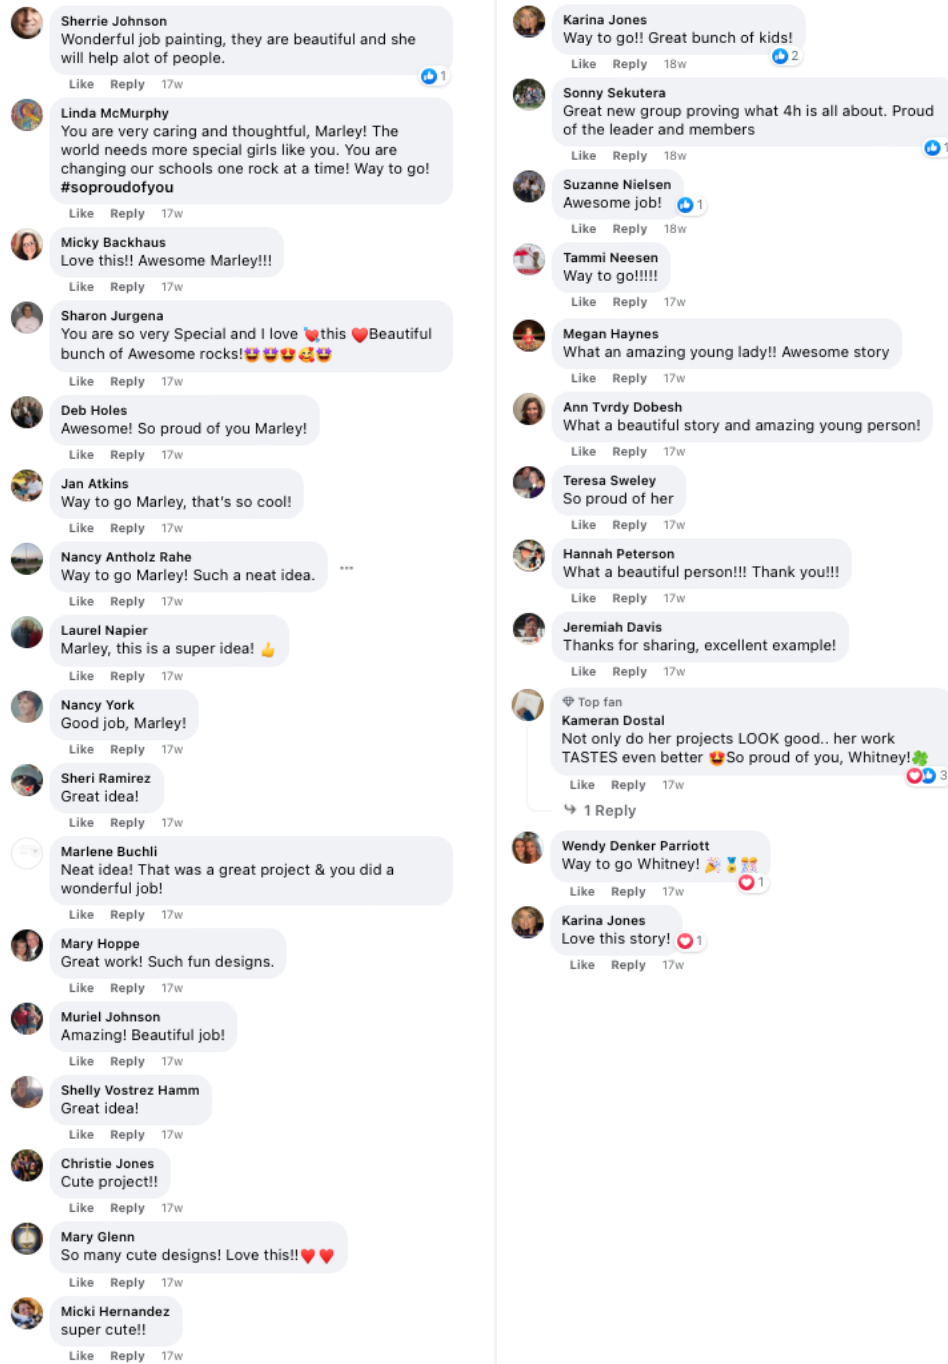 Sherrie Johnson
Wonderful job painting, they are beautiful and she
will help alot of people.
1
Like Reply 17w
Linda McMurphy
You are very caring and thoughtful, Marley! The
world needs more special girls like you. You are
changing our schools one rock at a time! Way to go!
#soproudofyou
Like Reply 17w
Micky Backhaus
Love this!! Awesome Marley!!!
Like Reply 17w
Sharon Jurgena
You are so very Special and I love 💘this ❤️Beautiful
bunch of Awesome rocks!🤩🤩😍🥰🤩
Like Reply 17w
Deb Holes
Awesome! So proud of you Marley!
Like Reply 17w
Jan Atkins
Way to go Marley, that's so cool!
Like Reply 17w
Nancy Antholz Rahe
Way to go Marley! Such a neat idea.
Like Reply 17w
Laurel Napier
Marley, this is a super idea! 👍
Like Reply 17w
Nancy York
Good job, Marley!
Like Reply 17w
Sheri Ramirez
Great idea!
Like Reply 17w
Marlene Buchli
Neat idea! That was a great project & you did a
wonderful job!
Like Reply 17w
Mary Hoppe
Great work! Such fun designs.
Like Reply 17w
Muriel Johnson
Amazing! Beautiful job!
Like Reply 17w
Shelly Vostrez Hamm
Great idea!
Like Reply 17w
Christie Jones
Cute project!!
Like Reply 17w
Mary Glenn
So many cute designs! Love this!!❤️❤️
Like Reply 17w
Micki Hernandez
super cute!!
Like Reply 17w
Karina Jones
Way to go!! Great bunch of kids!
2
Like Reply 18w
Sonny Sekutera
Great new group proving what 4h is all about. Proud
of the leader and members
1
Like Reply 18w
Suzanne Nielsen
Awesome job! 1
Like Reply 18w
Tammi Neesen
Way to go!!!!!
Like Reply 17w
Megan Haynes
What an amazing young lady!! Awesome story
Like Reply 17w
Ann Tvrdy Dobesh
What a beautiful story and amazing young person!
Like Reply 17w
Teresa Sweley
So proud of her
Like Reply 17w
Hannah Peterson
What a beautiful person!!! Thank you!!!
Like Reply 17w
Jeremiah Davis
Thanks for sharing, excellent example!
Like Reply 17w
Top fan
Kameran Dostal
Not only do her projects LOOK good.. her work
TASTES even better 😍So proud of you, Whitney!🍀
3
Like Reply 17w
1 Reply
Wendy Denker Parriott
Way to go Whitney! 🎉🏅🎊
1
Like Reply 17w
Karina Jones
Love this story! 1
Like Reply 17w